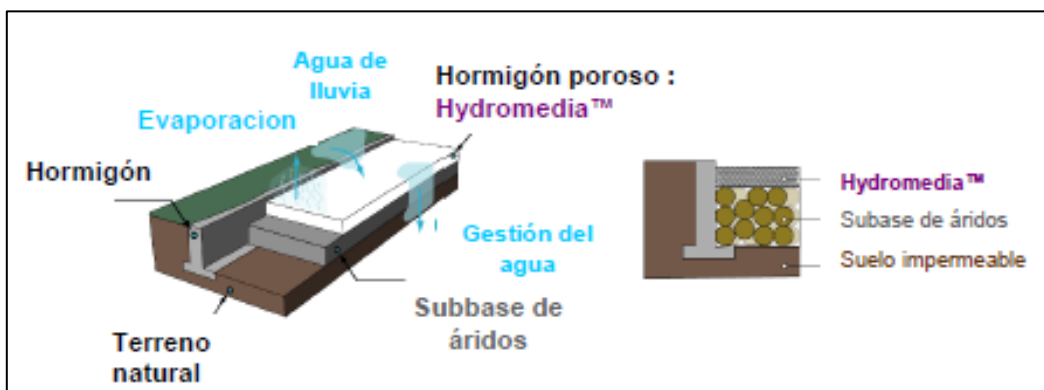 Agua de
lluvia
Hormigón poroso :
Hydromedia™
Evaporacion
Hormigón
Gestión del
agua
Subbase de
áridos
Terreno
natural
Hydromedia™
Subase de áridos
Suelo impermeable